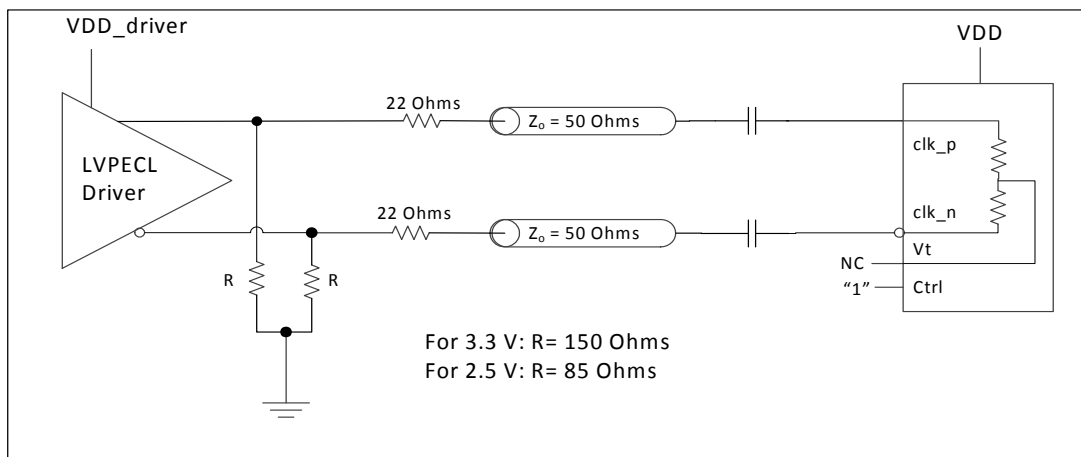 VDD_driver
VDD
22 Ohms
Zo = 50 Ohms
clk_p
LVPECL
Driver
22 Ohms
clk_n
Zo = 50 Ohms
Vt
NC
"1"
Ctrl
R
R
For 3.3 V: R= 150 Ohms
For 2.5 V: R= 85 Ohms